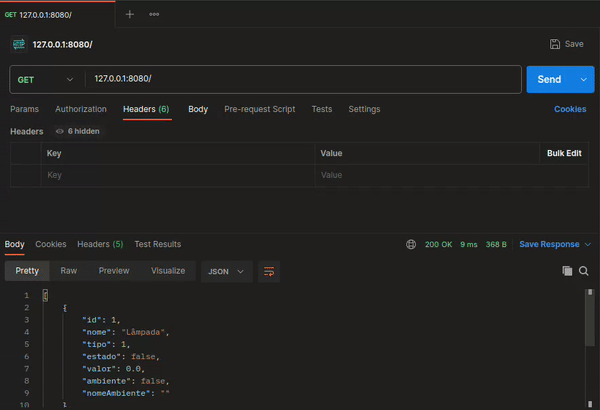 GET 127.0.0.1:8080/
127.0.0.1:8080/
Save
GET
127.0.0.1:8080/
Send
Params Authorization Headers (6) Body Pre-request Script Tests Settings Cookies
Headers 6 hidden
Key Value Bulk Edit
Key Value
Body Cookies Headers (5) Test Results 200 OK 9 ms 368 B Save Response
Pretty Raw Preview Visualize JSON
1 [
2 {
3 "id": 1,
4 "nome": "Lâmpada",
5 "tipo": 1,
6 "estado": false,
7 "valor": 0.0,
8 "ambiente": false,
9 "nomeAmbiente": ""
10 }